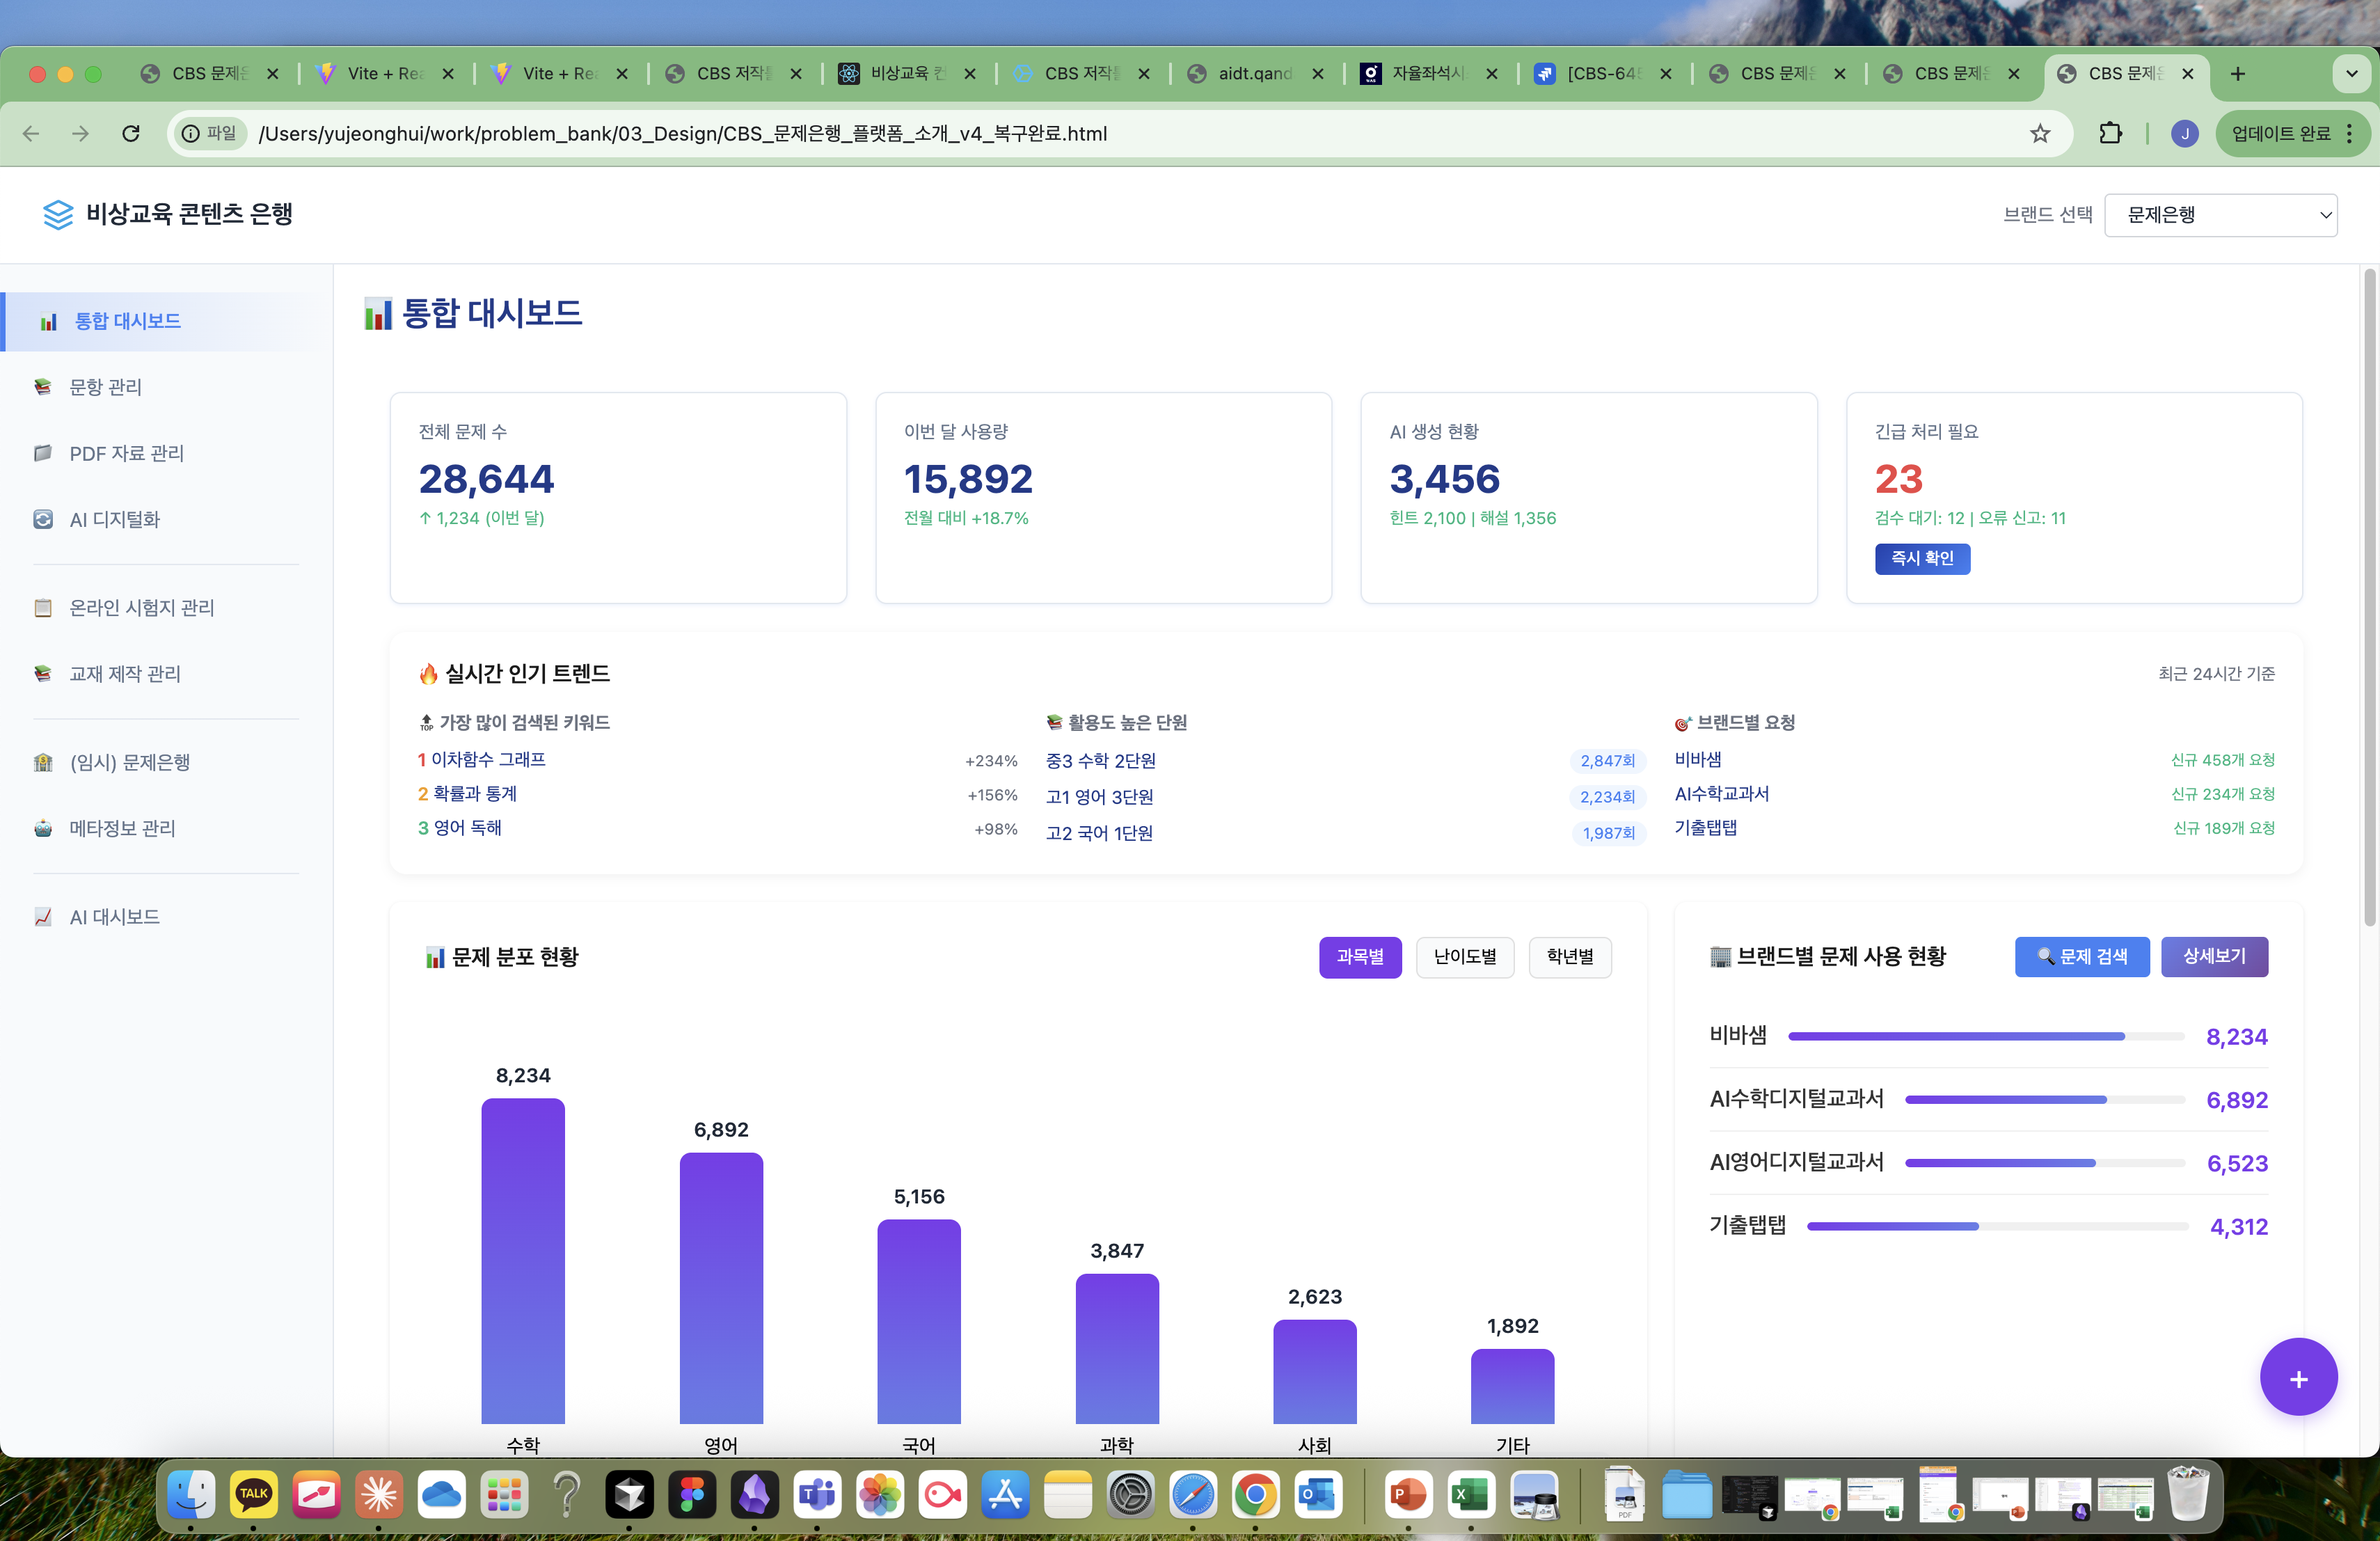 CBS 문제은
Vite + Rea
Vite + Rea
CBS 저작툴
비상교육 컨
CBS 저작툴
aidt.qand
자율좌석시
[CBS-645
CBS 문제은
CBS 문제은
CBS 문제은
파일
/Users/yujeonghui/work/problem_bank/03_Design/CBS_문제은행_플랫폼_소개_v4_복구완료.html
J
업데이트 완료
비상교육 콘텐츠 은행
브랜드 선택
문제은행
통합 대시보드
문항 관리
PDF 자료 관리
AI 디지털화
온라인 시험지 관리
교재 제작 관리
(임시) 문제은행
메타정보 관리
AI 대시보드
통합 대시보드
전체 문제 수
28,644
↑ 1,234 (이번 달)
이번 달 사용량
15,892
전월 대비 +18.7%
AI 생성 현황
3,456
힌트 2,100 | 해설 1,356
긴급 처리 필요
23
검수 대기: 12 | 오류 신고: 11
즉시 확인
🔥 실시간 인기 트렌드
최근 24시간 기준
🔝 가장 많이 검색된 키워드
1 이차함수 그래프 +234%
2 확률과 통계 +156%
3 영어 독해 +98%
📚 활용도 높은 단원
중3 수학 2단원 2,847회
고1 영어 3단원 2,234회
고2 국어 1단원 1,987회
🎯 브랜드별 요청
비바샘 신규 458개 요청
AI수학교과서 신규 234개 요청
기출탭탭 신규 189개 요청
📊 문제 분포 현황
과목별
난이도별
학년별
8,234
6,892
5,156
3,847
2,623
1,892
수학
영어
국어
과학
사회
기타
🏢 브랜드별 문제 사용 현황
🔍 문제 검색
상세보기
비바샘 8,234
AI수학디지털교과서 6,892
AI영어디지털교과서 6,523
기출탭탭 4,312
+
TALK
PDF